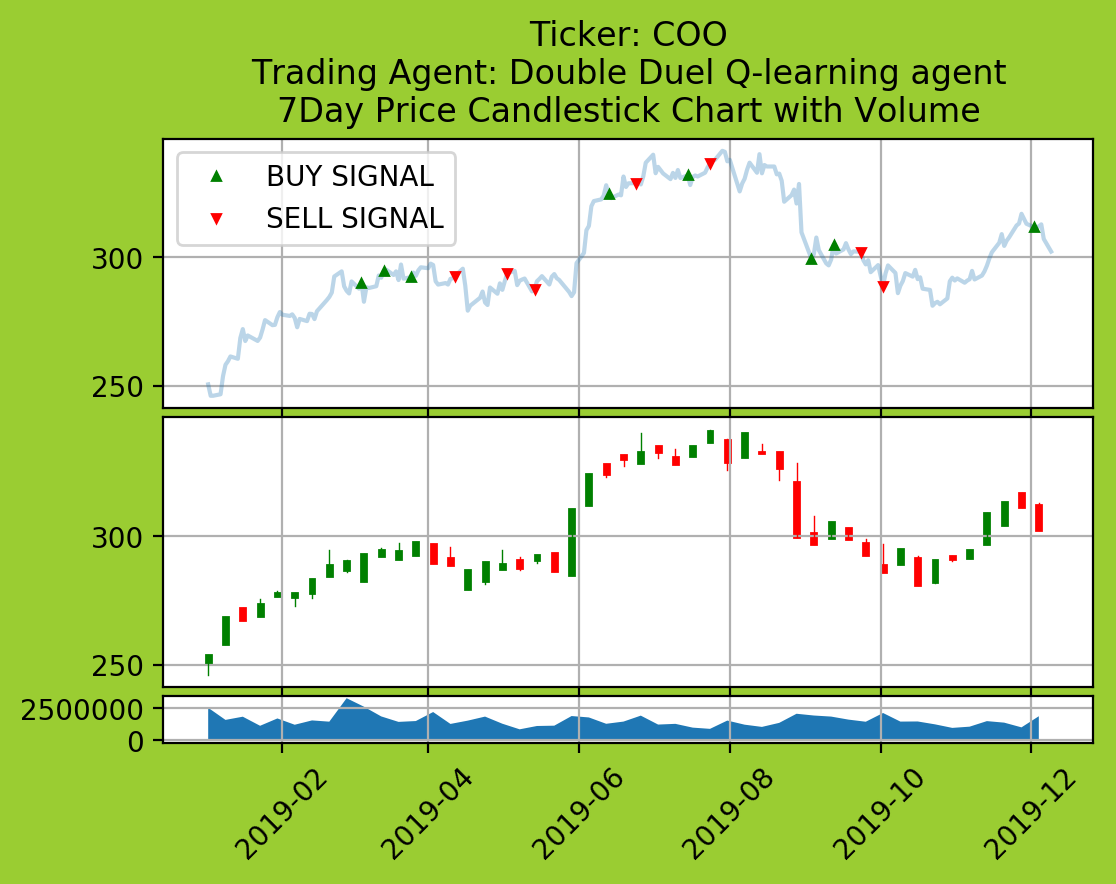 Ticker: COO
Trading Agent: Double Duel Q-learning agent
7Day Price Candlestick Chart with Volume
BUY SIGNAL
SELL SIGNAL
300
250
300
250
2500000
0
2019-02
2019-04
2019-06
2019-08
2019-10
2019-12